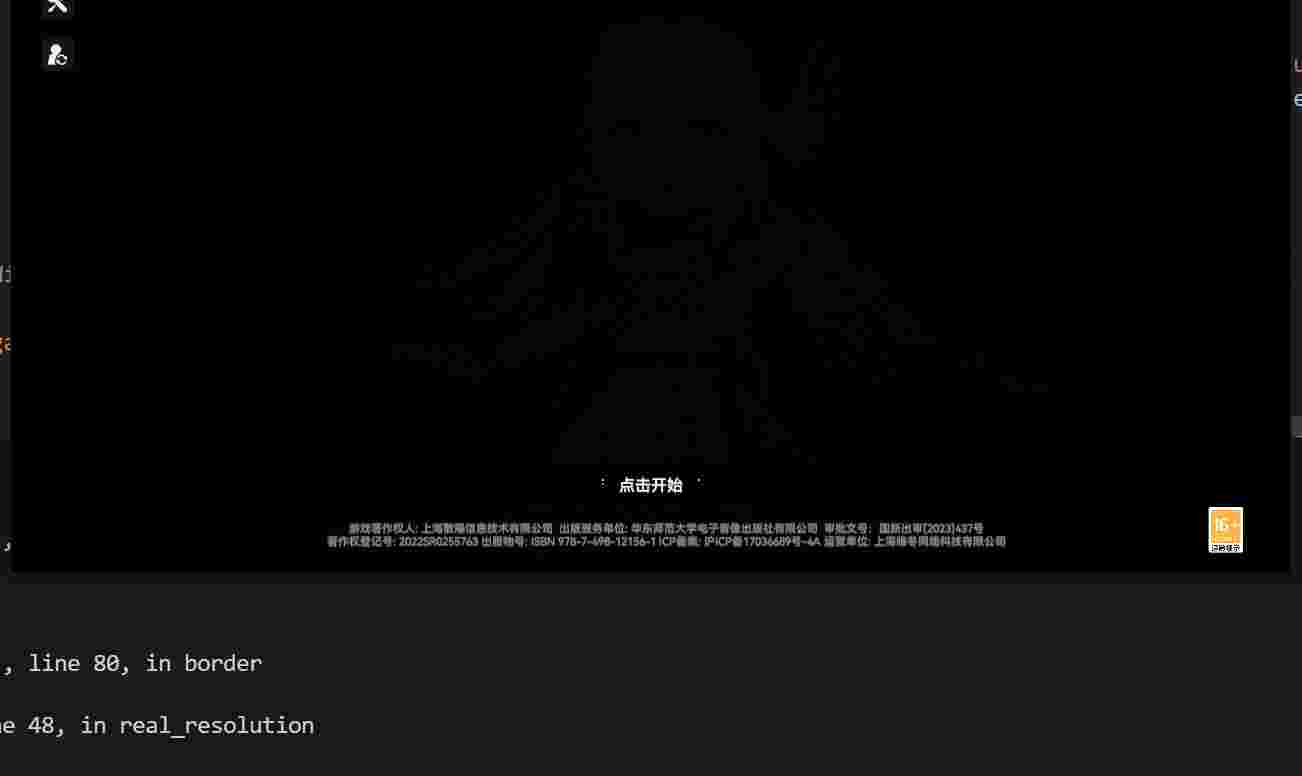 点击开始
游戏著作权人: 上海散爆信息技术有限公司 出版服务单位: 华东师范大学电子音像出版社有限公司 审批文号: 国新出审[2023]437号
著作权登记号: 2022SR0255763 出版物号: ISBN 978-7-498-12156-1 ICP备案: 沪ICP备17036689号-4A 运营单位: 上海暗冬网络科技有限公司
16+
, line 80, in border
e 48, in real_resolution